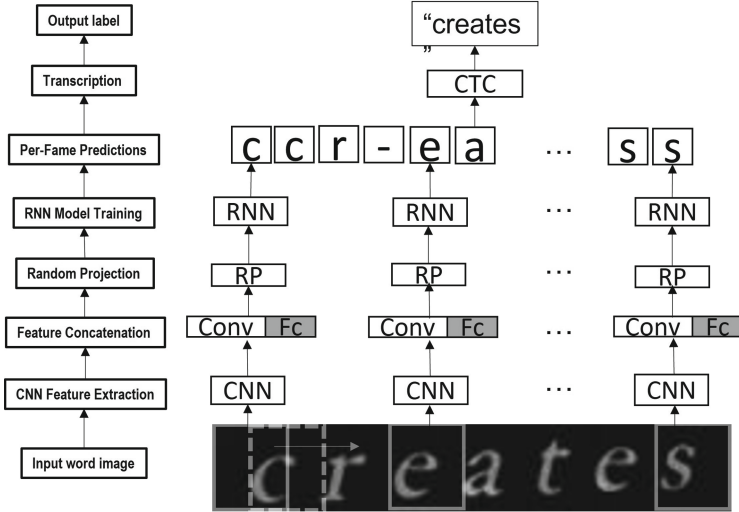 Output label
Transcription
Per-Fame Predictions
RNN Model Training
Random Projection
Feature Concatenation
CNN Feature Extraction
Input word image
“creates
”
CTC
c c r - e a ... s s
RNN RNN ... RNN
RP RP ... RP
Conv Fc Conv Fc ... Conv Fc
CNN CNN ... CNN
creates